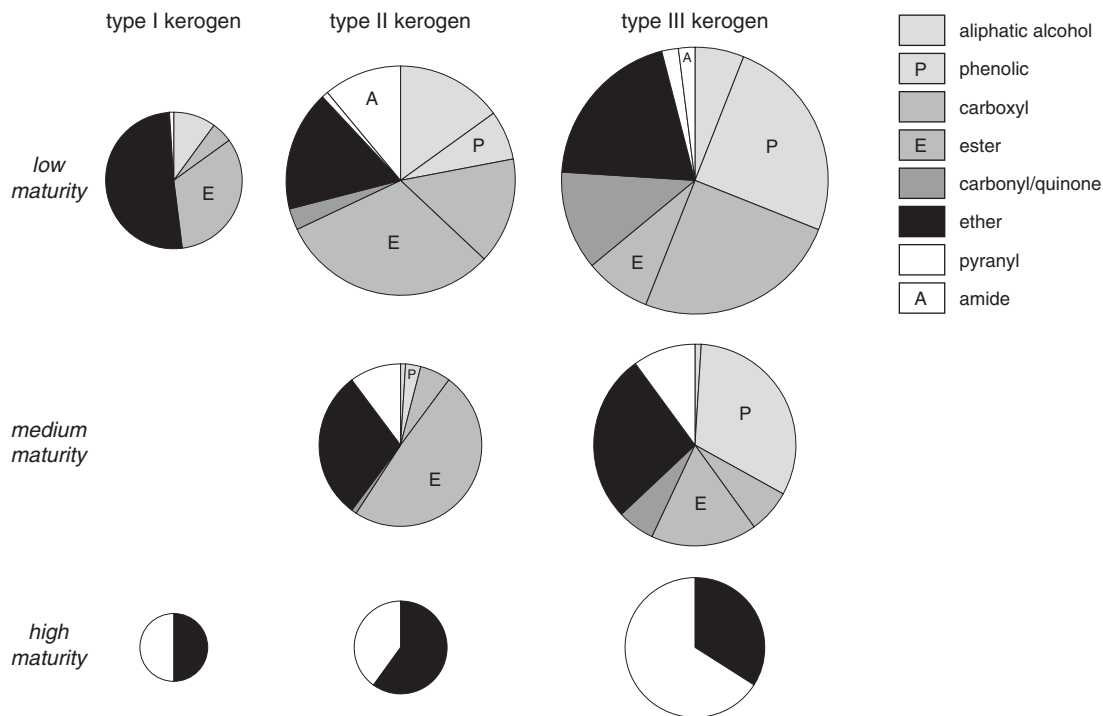 type I kerogen
type II kerogen
type III kerogen
low
maturity
E
A
P
E
A
P
E
medium
maturity
P
E
P
E
high
maturity
aliphatic alcohol
P phenolic
carboxyl
E ester
carbonyl/quinone
ether
pyranyl
A amide